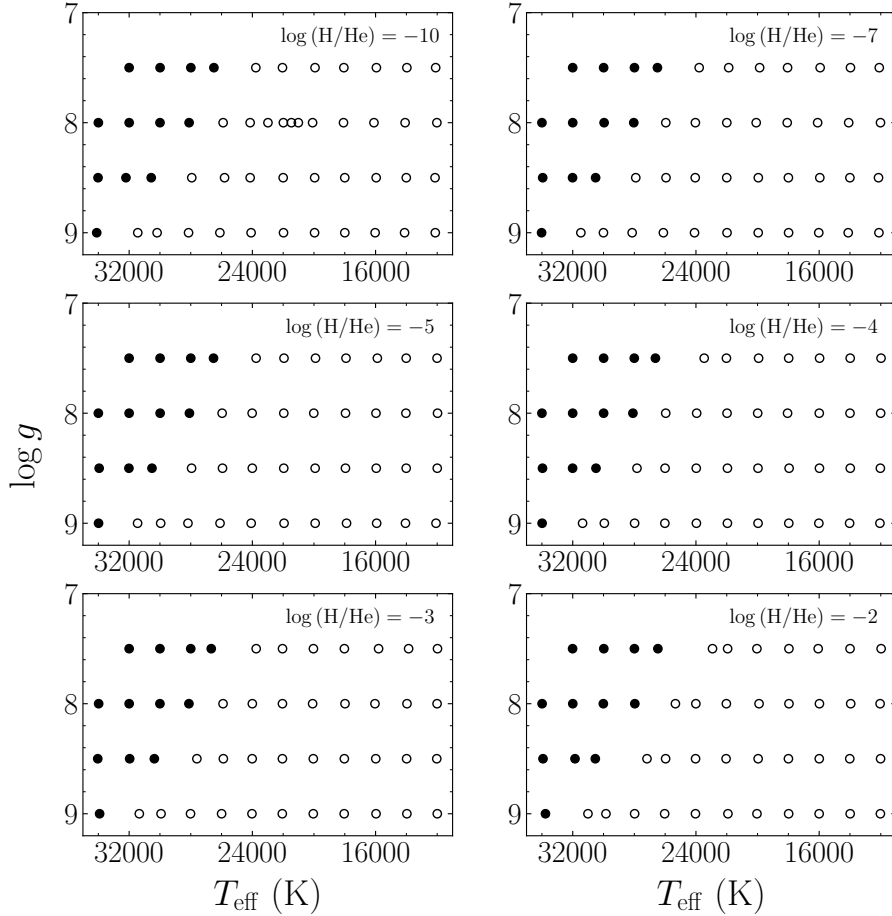 7
8
9
32000 24000 16000
log (H/He) = −10
32000 24000 16000
log (H/He) = −7
7
8
9
32000 24000 16000
log (H/He) = −5
32000 24000 16000
log (H/He) = −4
7
8
9
32000 24000 16000
log (H/He) = −3
32000 24000 16000
log (H/He) = −2
7
8
9
7
8
9
7
8
9
log g
T_eff (K)
T_eff (K)